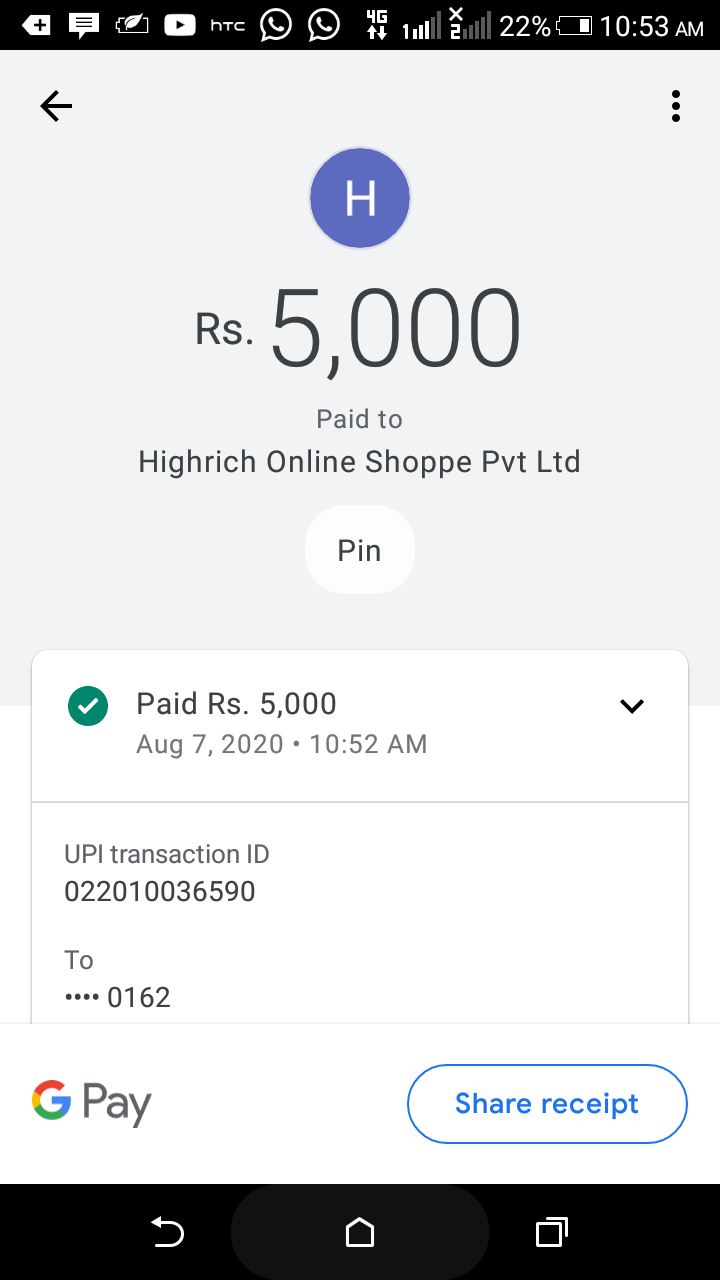 hTC 4G 1 2 22% 10:53 AM
H
Rs. 5,000
Paid to
Highrich Online Shoppe Pvt Ltd
Pin
Paid Rs. 5,000
Aug 7, 2020 • 10:52 AM
UPI transaction ID
022010036590
To
•••• 0162
G Pay
Share receipt